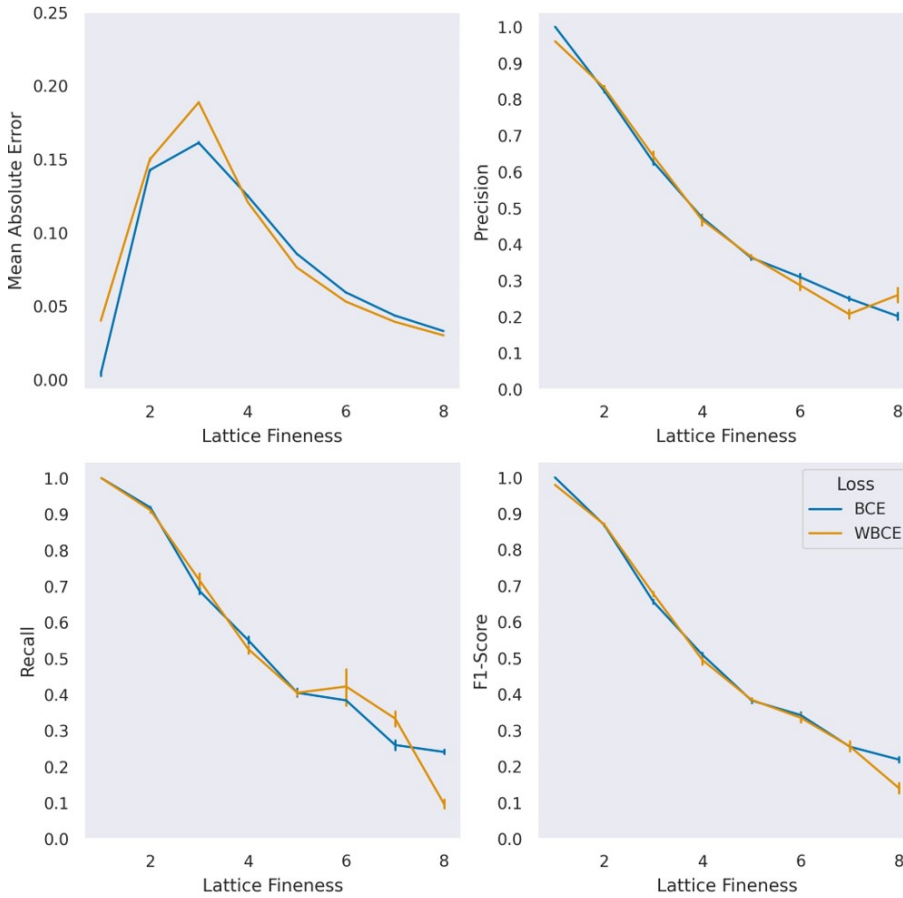 Mean Absolute Error
0.25
0.20
0.15
0.10
0.05
0.00
2 4 6 8
Lattice Fineness
Precision
1.0
0.9
0.8
0.7
0.6
0.5
0.4
0.3
0.2
0.1
0.0
2 4 6 8
Lattice Fineness
Recall
1.0
0.9
0.8
0.7
0.6
0.5
0.4
0.3
0.2
0.1
0.0
2 4 6 8
Lattice Fineness
F1-Score
1.0
0.9
0.8
0.7
0.6
0.5
0.4
0.3
0.2
0.1
0.0
Loss
BCE
WBCE
2 4 6 8
Lattice Fineness